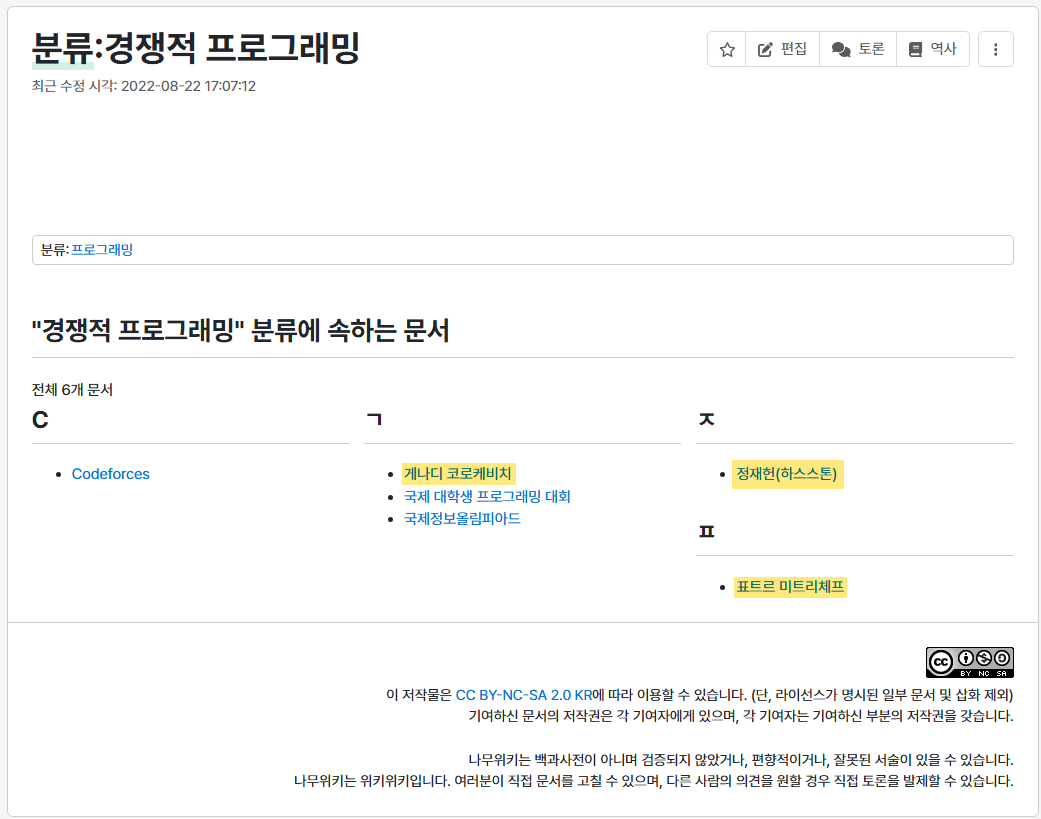 분류:경쟁적 프로그래밍
편집
토론
역사
최근 수정 시각: 2022-08-22 17:07:12
분류: 프로그래밍
"경쟁적 프로그래밍" 분류에 속하는 문서
전체 6개 문서
C
Codeforces
ㄱ
게나디 코로케비치
국제 대학생 프로그래밍 대회
국제정보올림피아드
ㅈ
정재헌(하스스톤)
ㅍ
표트르 미트리체프
cc BY NC SA
이 저작물은 CC BY-NC-SA 2.0 KR에 따라 이용할 수 있습니다. (단, 라이선스가 명시된 일부 문서 및 삽화 제외)
기여하신 문서의 저작권은 각 기여자에게 있으며, 각 기여자는 기여하신 부분의 저작권을 갖습니다.
나무위키는 백과사전이 아니며 검증되지 않았거나, 편향적이거나, 잘못된 서술이 있을 수 있습니다.
나무위키는 위키위키입니다. 여러분이 직접 문서를 고칠 수 있으며, 다른 사람의 의견을 원할 경우 직접 토론을 발제할 수 있습니다.